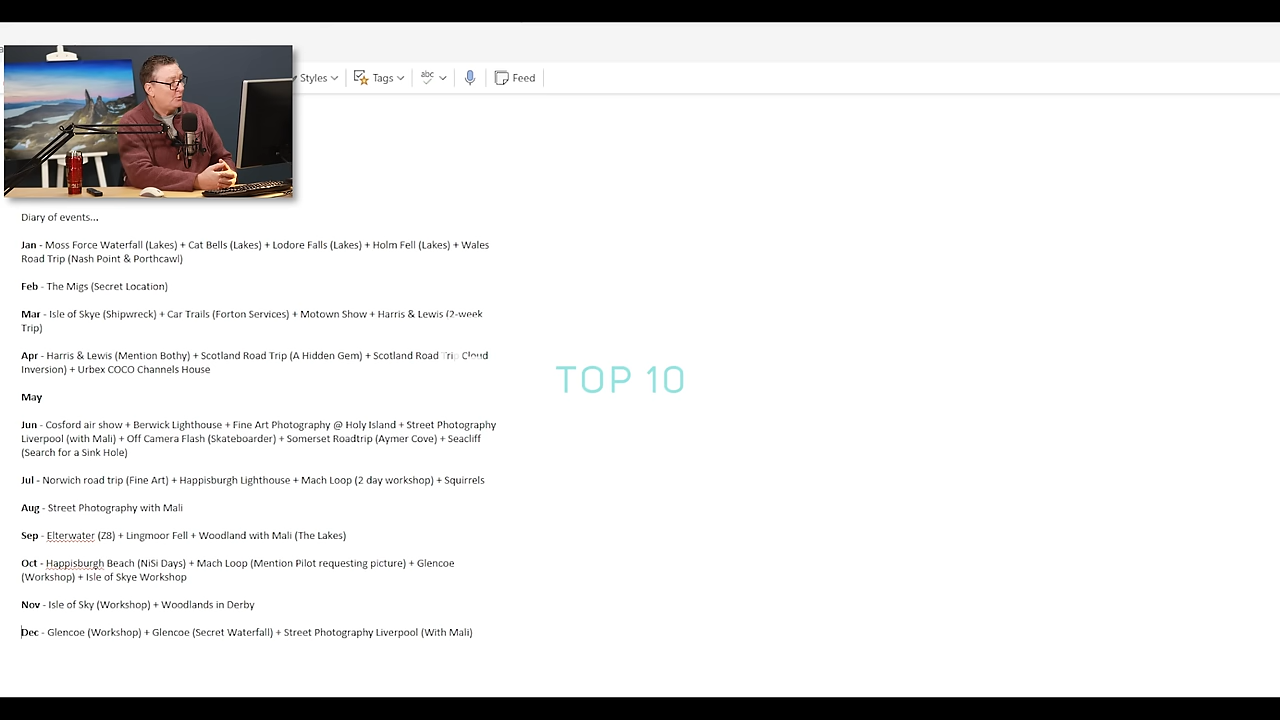 Styles
Tags
abc
Feed
Diary of events...
Jan - Moss Force Waterfall (Lakes) + Cat Bells (Lakes) + Lodore Falls (Lakes) + Holm Fell (Lakes) + Wales
Road Trip (Nash Point & Porthcawl)
Feb - The Migs (Secret Location)
Mar - Isle of Skye (Shipwreck) + Car Trails (Forton Services) + Motown Show + Harris & Lewis (2-week
Trip)
Apr - Harris & Lewis (Mention Bothy) + Scotland Road Trip (A Hidden Gem) + Scotland Road Trip Cloud
Inversion) + Urbex COCO Channels House
TOP 10
May
Jun - Cosford air show + Berwick Lighthouse + Fine Art Photography @ Holy Island + Street Photography
Liverpool (with Mali) + Off Camera Flash (Skateboarder) + Somerset Roadtrip (Aymer Cove) + Seacliff
(Search for a Sink Hole)
Jul - Norwich road trip (Fine Art) + Happisburgh Lighthouse + Mach Loop (2 day workshop) + Squirrels
Aug - Street Photography with Mali
Sep - Elterwater (Z8) + Lingmoor Fell + Woodland with Mali (The Lakes)
Oct - Happisburgh Beach (NiSi Days) + Mach Loop (Mention Pilot requesting picture) + Glencoe
(Workshop) + Isle of Skye Workshop
Nov - Isle of Sky (Workshop) + Woodlands in Derby
Dec - Glencoe (Workshop) + Glencoe (Secret Waterfall) + Street Photography Liverpool (With Mali)